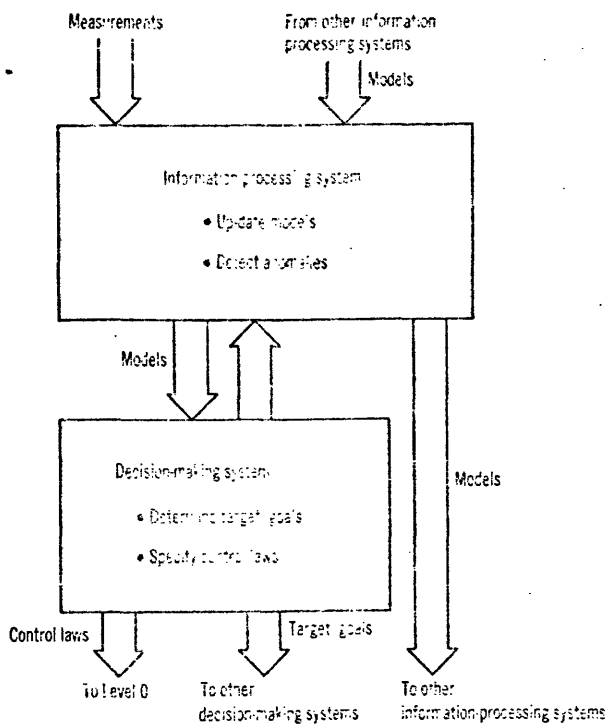 Measurements
From other information
processing systems
Models
Information processing system
• Up-date models
• Detect anomalies
Models
Decision-making system
• Determine target goals
• Specify control laws
Models
Control laws
Target goals
To Level 0
To other
decision-making systems
To other
information-processing systems